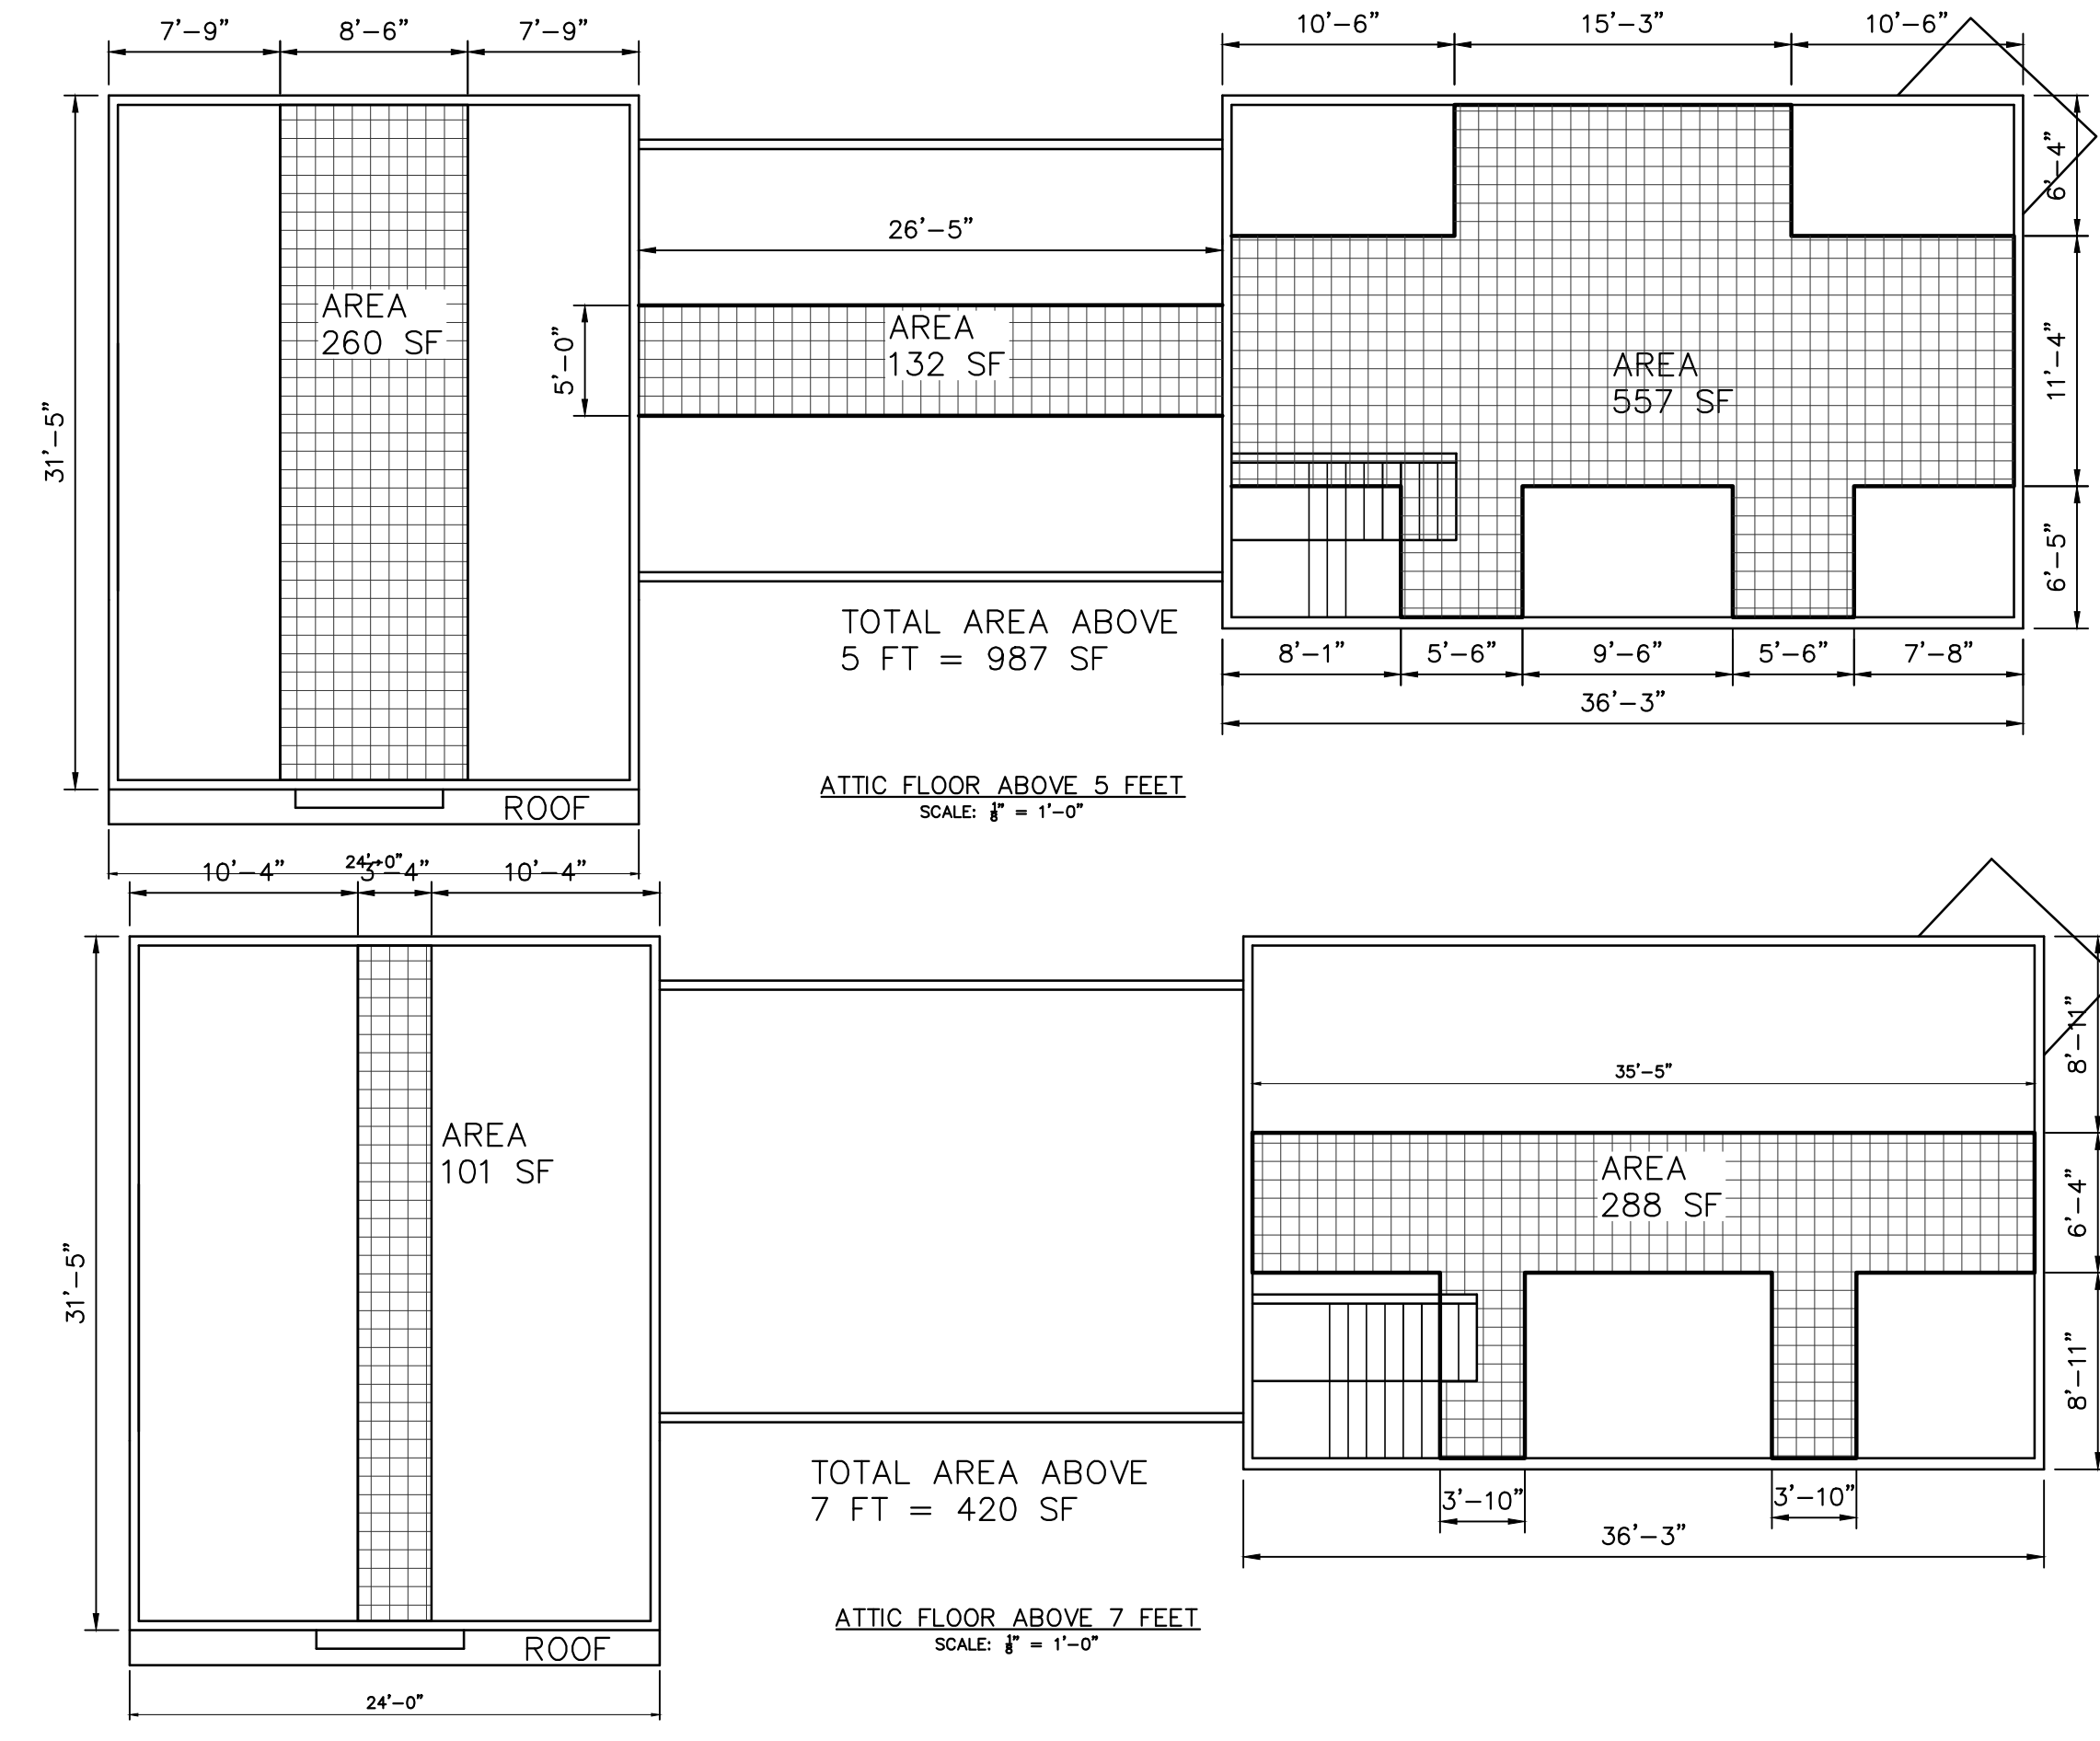 7'-9" 8'-6" 7'-9"
10'-6" 15'-3" 10'-6"
6'-4"
26'-5"
AREA
260 SF
AREA
132 SF
5'-0"
AREA
557 SF
11'-4"
31'-5"
6'-5"
TOTAL AREA ABOVE
5 FT = 987 SF
8'-1" 5'-6" 9'-6" 5'-6" 7'-8"
36'-3"
ATTIC FLOOR ABOVE 5 FEET
SCALE: 1/8" = 1'-0"
ROOF
24'-0"
10'-4" 3'-4" 10'-4"
8'-11"
35'-5"
AREA
101 SF
AREA
288 SF
6'-4"
31'-5"
8'-11"
TOTAL AREA ABOVE
7 FT = 420 SF
3'-10" 3'-10"
36'-3"
ATTIC FLOOR ABOVE 7 FEET
SCALE: 1/8" = 1'-0"
ROOF
24'-0"